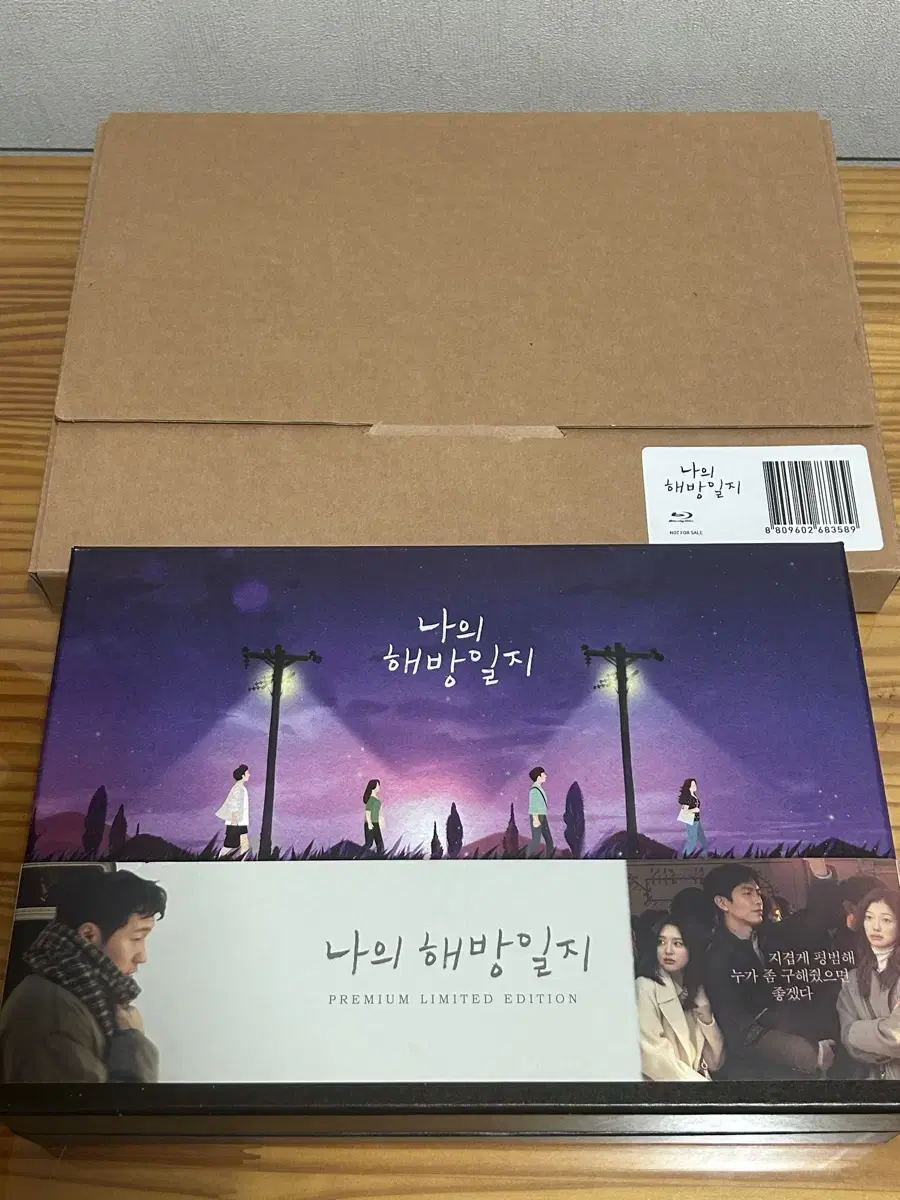 나의
해방일지
NOT FOR SALE
8 809602 683589
나의
해방일지
나의 해방일지
PREMIUM LIMITED EDITION
지겹게 평범해
누가 좀 구해줬으면
좋겠다